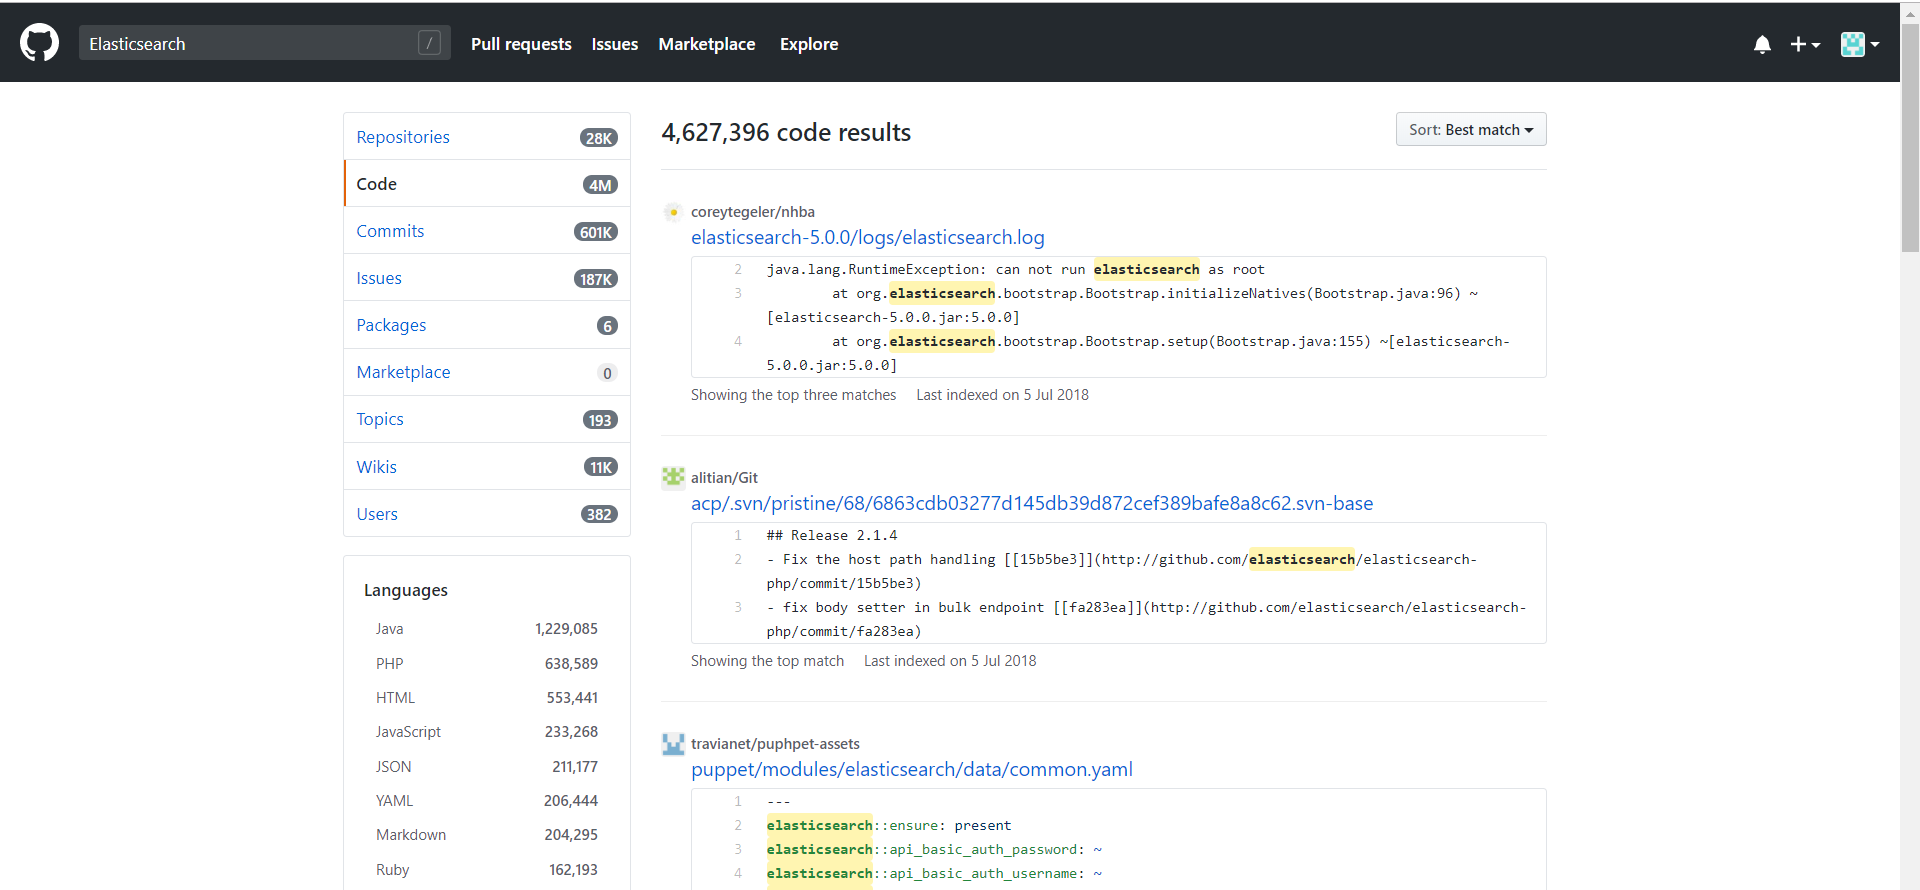 Elasticsearch /
Pull requests Issues Marketplace Explore
Repositories 28K
Code 4M
Commits 601K
Issues 187K
Packages 6
Marketplace 0
Topics 193
Wikis 11K
Users 382
Languages
Java 1,229,085
PHP 638,589
HTML 553,441
JavaScript 233,268
JSON 211,177
YAML 206,444
Markdown 204,295
Ruby 162,193
4,627,396 code results
Sort: Best match
coreytegeler/nhba
elasticsearch-5.0.0/logs/elasticsearch.log
2 java.lang.RuntimeException: can not run elasticsearch as root
3 at org.elasticsearch.bootstrap.Bootstrap.initializeNatives(Bootstrap.java:96) ~
[elasticsearch-5.0.0.jar:5.0.0]
4 at org.elasticsearch.bootstrap.Bootstrap.setup(Bootstrap.java:155) ~[elasticsearch-
5.0.0.jar:5.0.0]
Showing the top three matches Last indexed on 5 Jul 2018
alitian/Git
acp/.svn/pristine/68/6863cdb03277d145db39d872cef389bafe8a8c62.svn-base
1 ## Release 2.1.4
2 - Fix the host path handling [[15b5be3]](http://github.com/elasticsearch/elasticsearch-
php/commit/15b5be3)
3 - fix body setter in bulk endpoint [[fa283ea]](http://github.com/elasticsearch/elasticsearch-
php/commit/fa283ea)
Showing the top match Last indexed on 5 Jul 2018
travianet/puphpet-assets
puppet/modules/elasticsearch/data/common.yaml
1 ---
2 elasticsearch::ensure: present
3 elasticsearch::api_basic_auth_password: ~
4 elasticsearch::api_basic_auth_username: ~